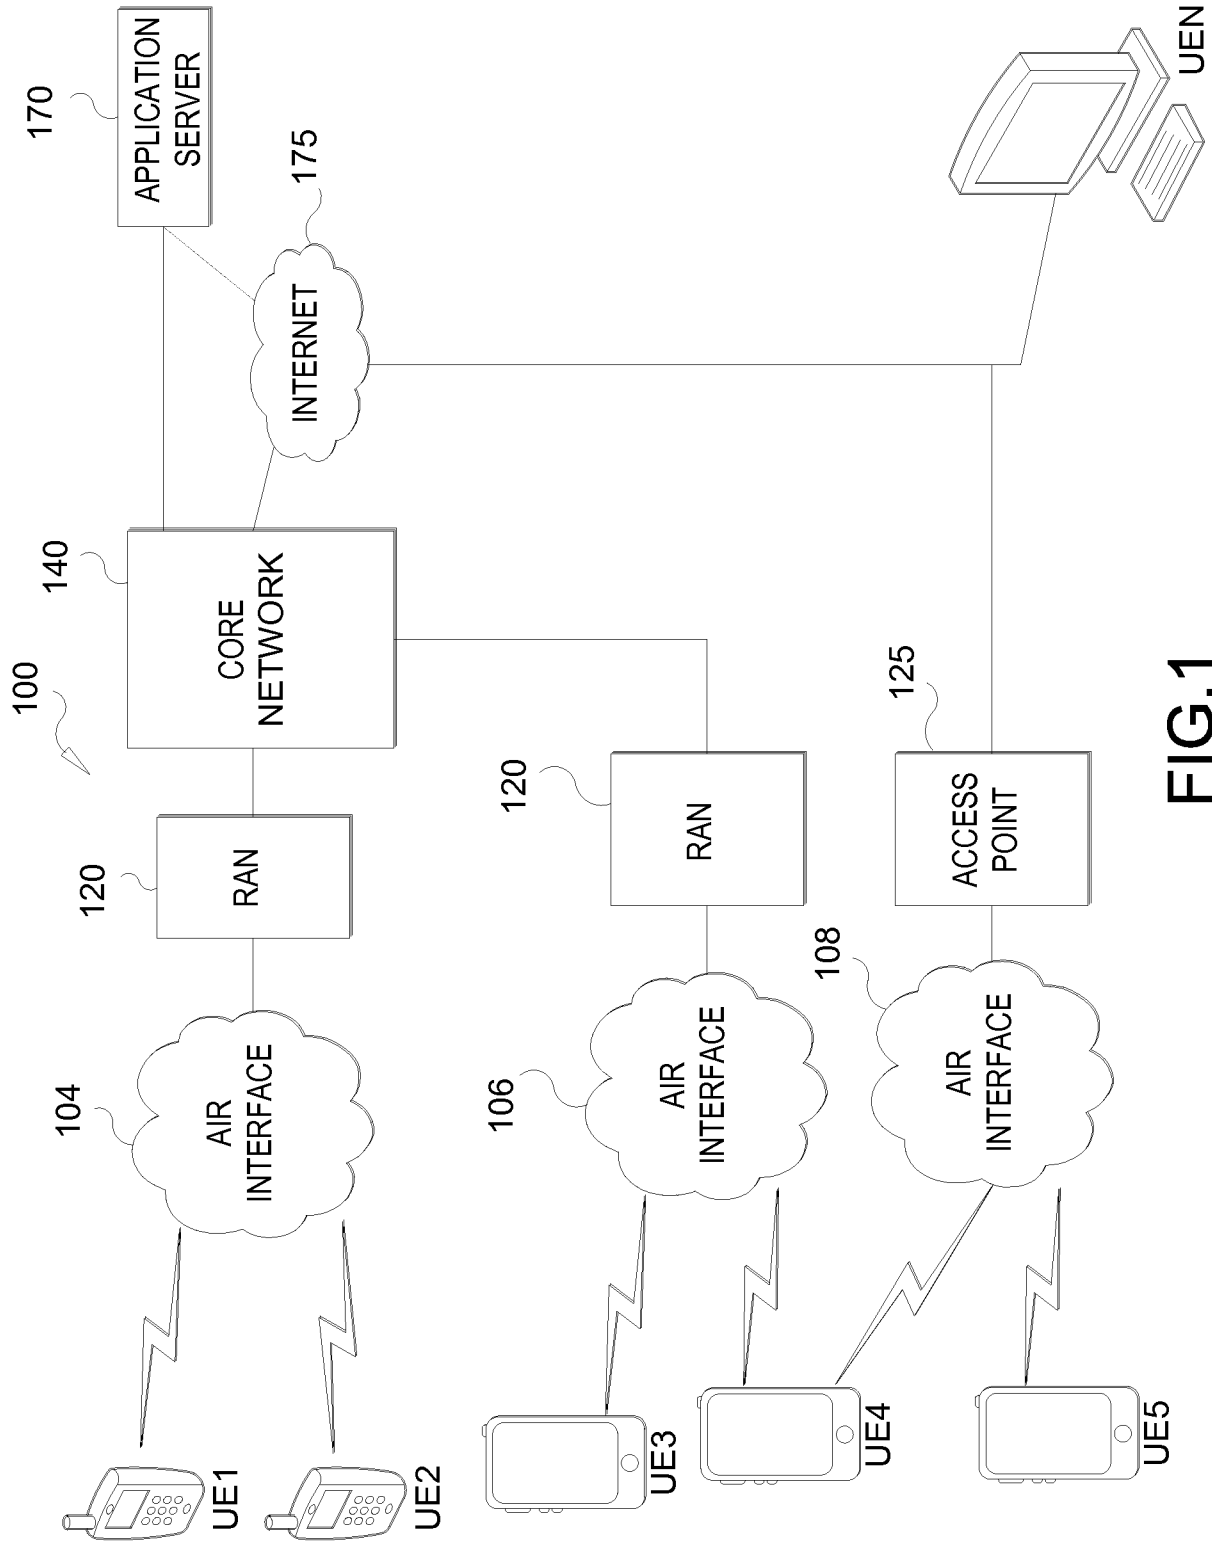 170
APPLICATION
SERVER
175
INTERNET
140
CORE
NETWORK
100
120
RAN
120
RAN
125
ACCESS
POINT
104
AIR
INTERFACE
106
AIR
INTERFACE
108
AIR
INTERFACE
UE1
UE2
UE3
UE4
UE5
UEN
FIG.1